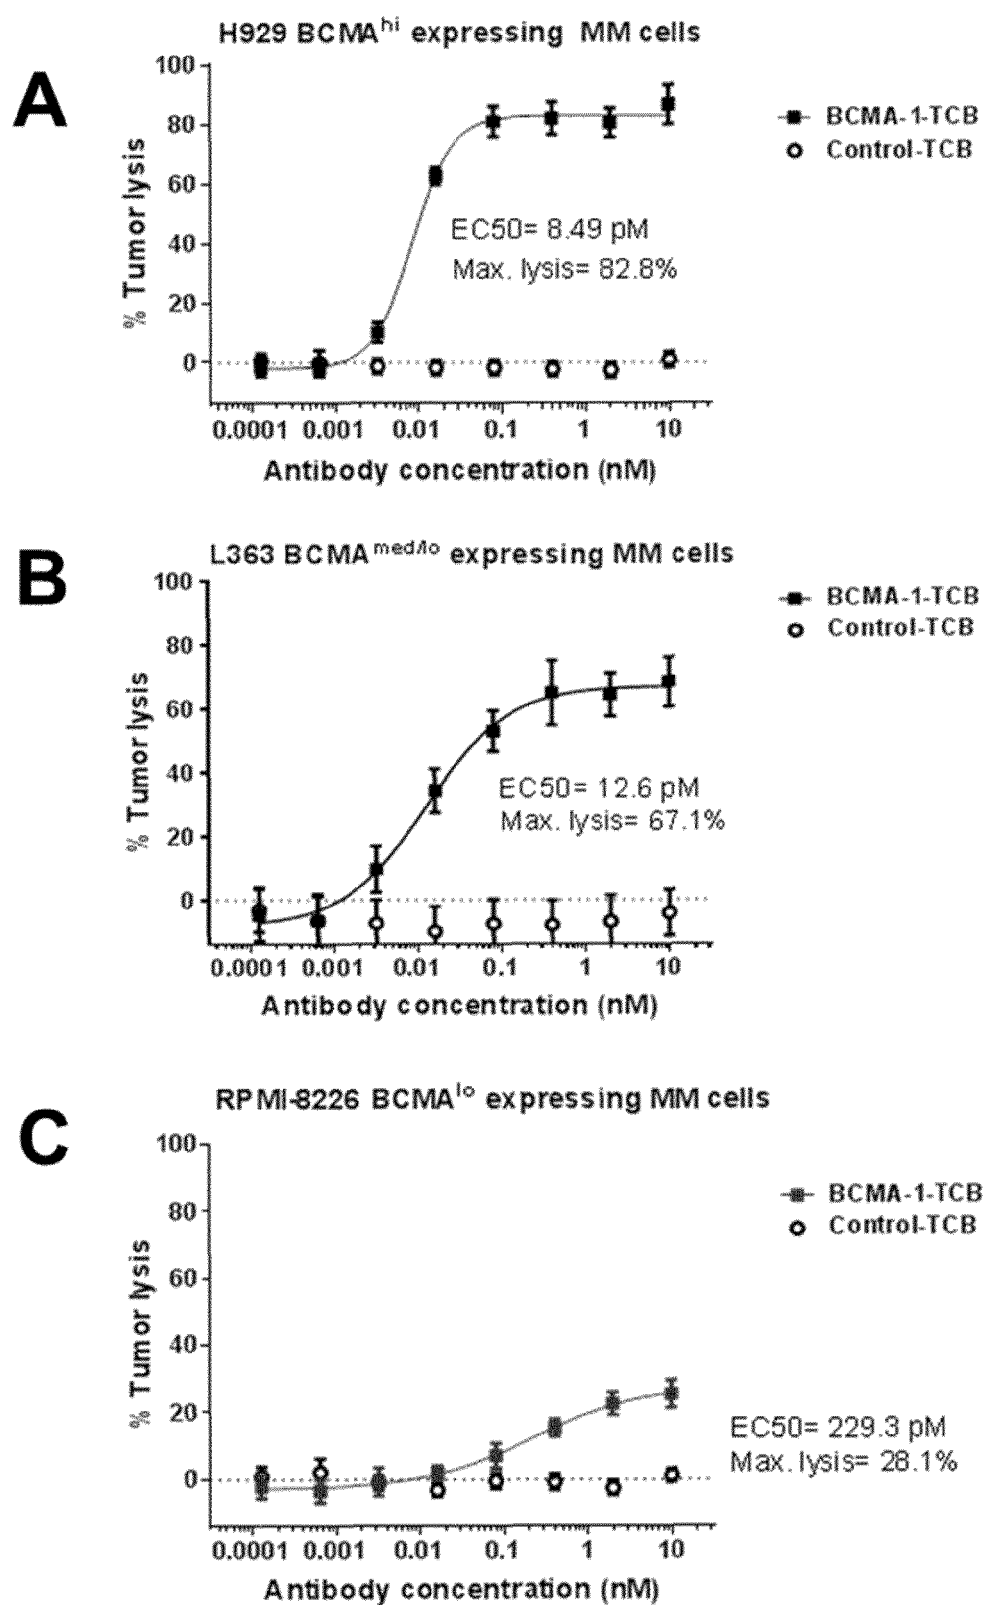 A
H929 BCMAhi expressing MM cells
100
80
60
40
20
0
% Tumor lysis
BCMA-1-TCB
Control-TCB
EC50= 8.49 pM
Max. lysis= 82.8%
0.0001 0.001 0.01 0.1 1 10
Antibody concentration (nM)
B
L363 BCMAmed/lo expressing MM cells
100
80
60
40
20
0
% Tumor lysis
BCMA-1-TCB
Control-TCB
EC50= 12.6 pM
Max. lysis= 67.1%
0.0001 0.001 0.01 0.1 1 10
Antibody concentration (nM)
C
RPMI-8226 BCMAlo expressing MM cells
100
80
60
40
20
0
% Tumor lysis
BCMA-1-TCB
Control-TCB
EC50= 229.3 pM
Max. lysis= 28.1%
0.0001 0.001 0.01 0.1 1 10
Antibody concentration (nM)